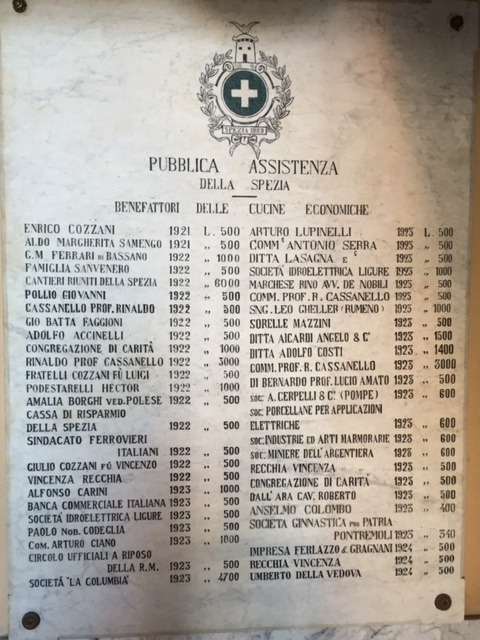 SPEZIA 1889
PUBBLICA ASSISTENZA
DELLA SPEZIA
BENEFATTORI DELLE CUCINE ECONOMICHE
ENRICO COZZANI 1921 L. 500
ALDO MARGHERITA SAMENGO 1921 „ 500
G.M FERRARI DI BASSANO 1922 „ 1000
FAMIGLIA SANVENERO 1922 „ 500
CANTIERI RIUNITI DELLA SPEZIA 1922 „ 6000
POLLIO GIOVANNI 1922 „ 500
CASSANELLO PROF. RINALDO 1922 „ 500
GIO BATTA FAGGIONI 1922 „ 500
ADOLFO ACCINELLI 1922 „ 500
CONGREGAZIONE DI CARITÀ 1922 „ 1000
RINALDO PROF CASSANELLO 1922 „ 3000
FRATELLI COZZANI FÙ LUIGI 1922 „ 500
PODESTARELLI HECTOR 1922 „ 1000
AMALIA BORGHI VED. POLESE 1922 „ 500
CASSA DI RISPARMIO
DELLA SPEZIA 1922 „ 500
SINDACATO FERROVIERI
ITALIANI 1922 „ 500
GIULIO COZZANI FÙ VINCENZO 1922 „ 500
VINCENZA RECCHIA 1922 „ 500
ALFONSO CARINI 1923 „ 1000
BANCA COMMERCIALE ITALIANA 1923 „ 500
SOCIETÁ IDROELETTRICA LIGURE 1923 „ 500
PAOLO NOB. CODEGLIA 1923 „ 500
COM. ARTURO CIANO 1923 „ 1000
CIRCOLO UFFICIALI A RIPOSO
DELLA R.M. 1923 „ 500
SOCIETÁ "LA COLUMBIA" 1923 „ 4700
ARTURO LUPINELLI 1923 L. 500
COMM ANTONIO SERRA 1923 „ 500
DITTA LASAGNA E 1923 „ 500
SOCIETÁ IDROELETTRICA LIGURE 1923 „ 1000
MARCHESE RINO AVV. DE NOBILI 1923 „ 500
COMM. PROF. R. CASSANELLO 1923 „ 500
SNG. LEO GHELLER (RUMENO) 1923 „ 1000
SORELLE MAZZINI 1923 „ 500
DITTA AICARDI ANGELO & C° 1923 „ 1500
DITTA ADOLFO COSTI 1923 „ 1400
COMM. PROF. R. CASSANELLO 1923 „ 3000
DI BERNARDO PROF. LUCIO AMATO 1923 „ 500
SOC. A. CERPELLI & C° (POMPE) 1923 „ 600
SOC. PORCELLANE PER APPLICAZIONI
ELETTRICHE 1923 „ 600
SOC. INDUSTRIE ED ARTI MARMORARIE 1923 „ 600
SOC. MINIERE DELL'ARGENTIERA 1923 „ 600
RECCHIA VINCENZA 1923 „ 500
CONGREGAZIONE DI CARITÀ 1923 „ 500
DALL'ARA CAV. ROBERTO 1923 „ 500
ANSELMO COLOMBO 1923 „ 400
SOCIETA GINNASTICA PRO PATRIA
PONTREMOLI 1923 „ 340
IMPRESA FERLAZZO & GRAGNANI 1924 „ 500
RECCHIA VINCENZA 1924 „ 500
UMBERTO DELLA VEDOVA 1924 „ 500